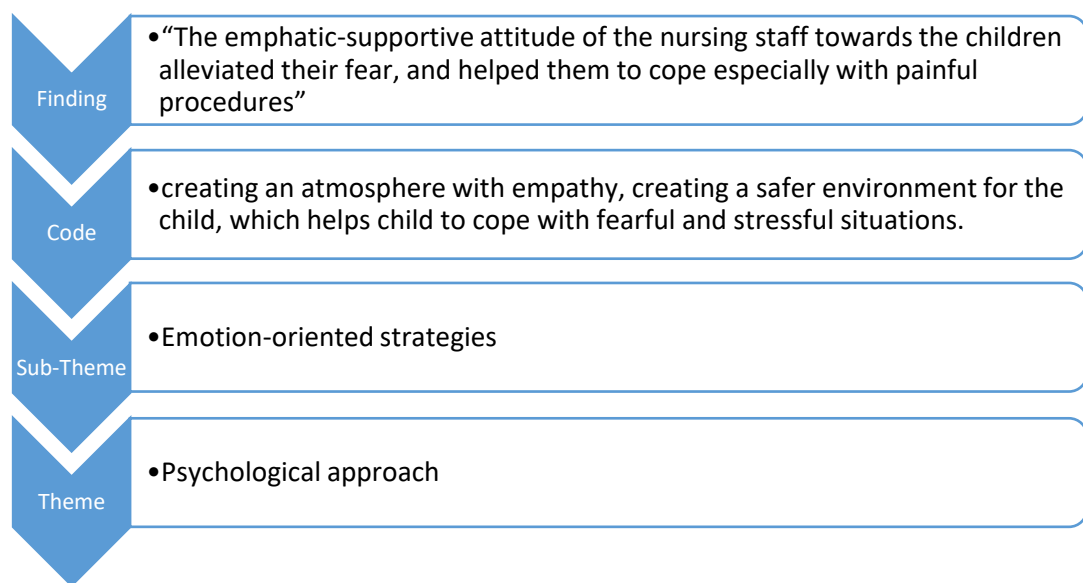 Finding
•“The emphatic-supportive attitude of the nursing staff towards the children
alleviated their fear, and helped them to cope especially with painful
procedures”
Code
•creating an atmosphere with empathy, creating a safer environment for the
child, which helps child to cope with fearful and stressful situations.
Sub-Theme
•Emotion-oriented strategies
Theme
•Psychological approach